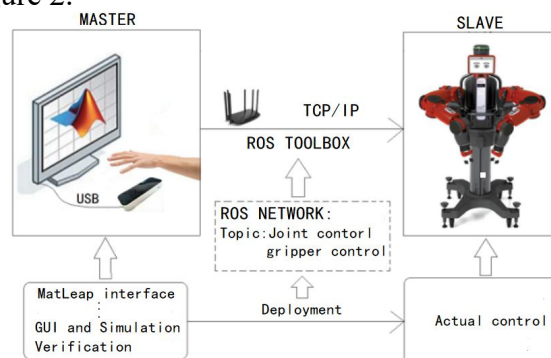 ure 2.
MASTER
SLAVE
TCP/IP
ROS TOOLBOX
USB
ROS NETWORK:
Topic:Joint contorl
gripper control
MatLeap interface
GUI and Simulation
Verification
Deployment
Actual control